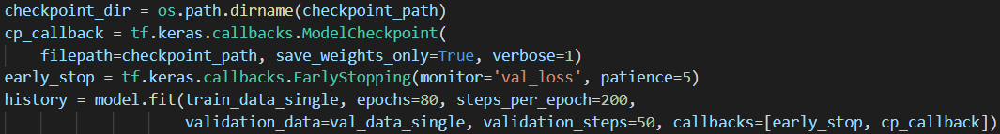 checkpoint_dir = os.path.dirname(checkpoint_path)
cp_callback = tf.keras.callbacks.ModelCheckpoint(
    filepath=checkpoint_path, save_weights_only=True, verbose=1)
early_stop = tf.keras.callbacks.EarlyStopping(monitor='val_loss', patience=5)
history = model.fit(train_data_single, epochs=80, steps_per_epoch=200,
                    validation_data=val_data_single, validation_steps=50, callbacks=[early_stop, cp_callback])